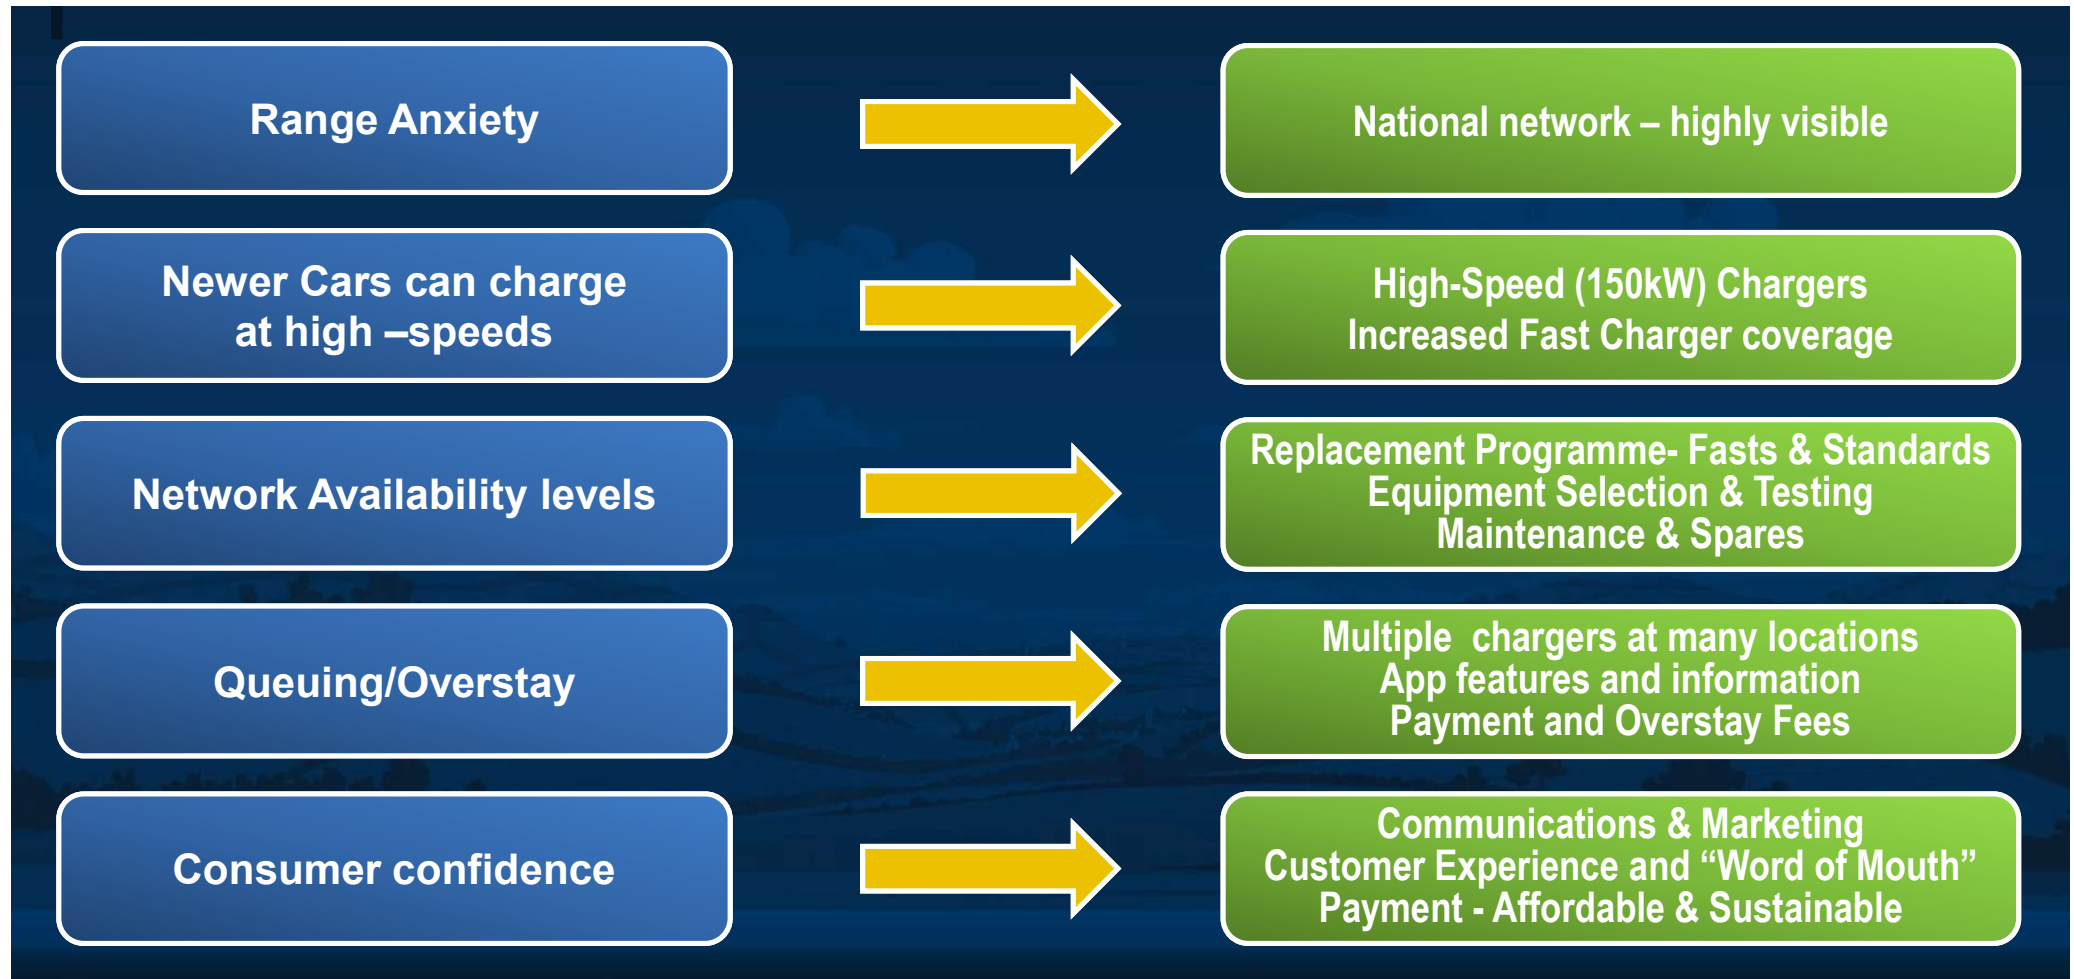 Range Anxiety
National network – highly visible
Newer Cars can charge
at high –speeds
High-Speed (150kW) Chargers
Increased Fast Charger coverage
Network Availability levels
Replacement Programme- Fasts & Standards
Equipment Selection & Testing
Maintenance & Spares
Queuing/Overstay
Multiple  chargers at many locations
App features and information
Payment and Overstay Fees
Consumer confidence
Communications & Marketing
Customer Experience and “Word of Mouth”
Payment - Affordable & Sustainable